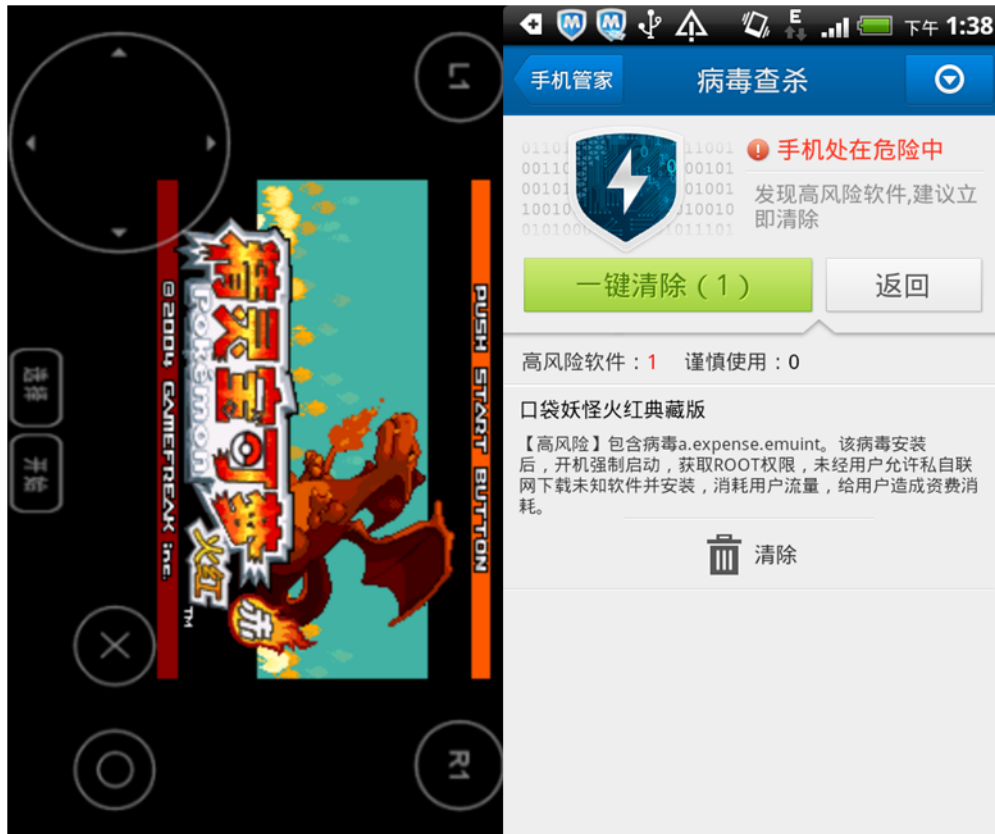 L1
选择
开始
R1
PUSH START BUTTON
精灵宝可梦
Pokémon
火红
赤
TM
©2004 GAMEFREAK inc.
E
下午 1:38
手机管家
病毒查杀
手机处在危险中
发现高风险软件,建议立
即清除
一键清除（1）
返回
高风险软件：1 谨慎使用：0
口袋妖怪火红典藏版
【高风险】包含病毒a.expense.emuint。该病毒安装
后，开机强制启动，获取ROOT权限，未经用户允许私自联
网下载未知软件并安装，消耗用户流量，给用户造成资费消
耗。
清除